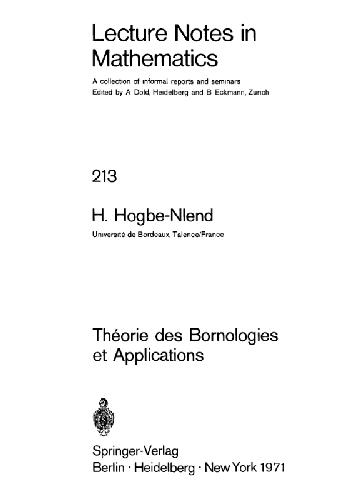 Lecture Notes in
Mathematics
A collection of informal reports and seminars
Edited by A. Dold, Heidelberg and B. Eckmann, Zürich
213
H. Hogbe-Nlend
Université de Bordeaux, Talence/France
Théorie des Bornologies
et Applications
Springer-Verlag
Berlin · Heidelberg · New York 1971